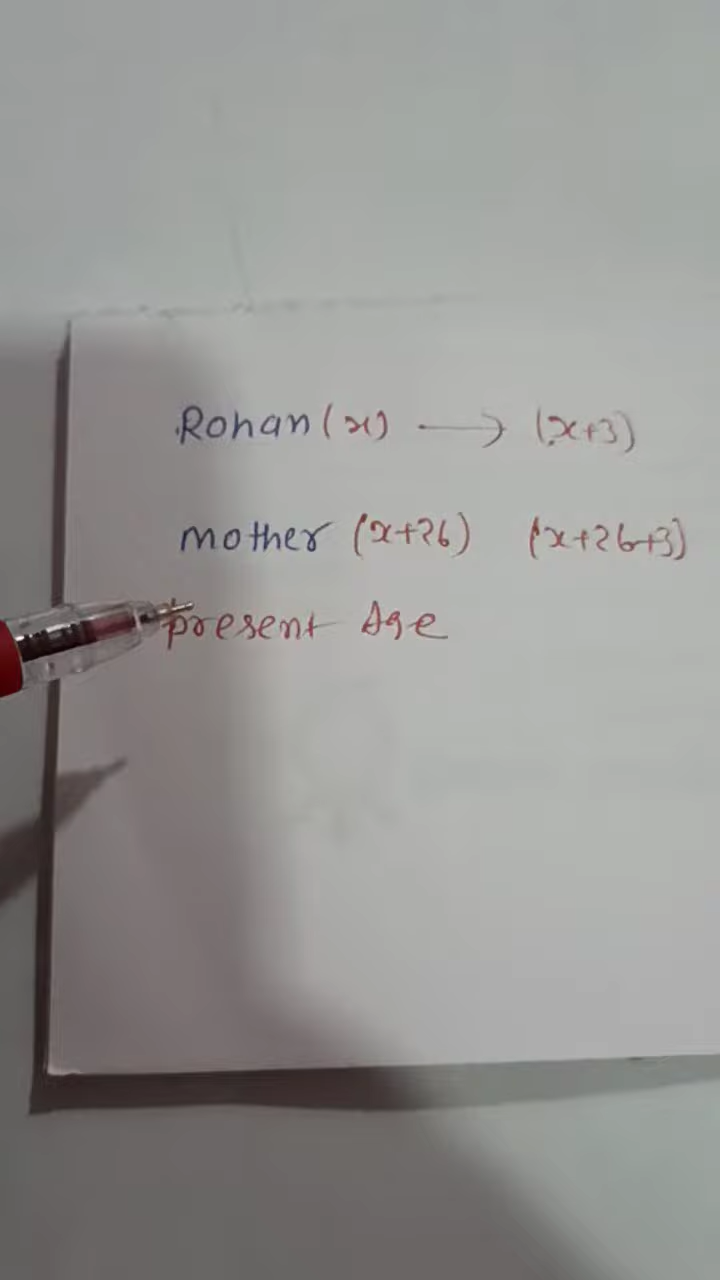 Rohan (x) → (x+3)
mother (x+26) (x+26+3)
present Age